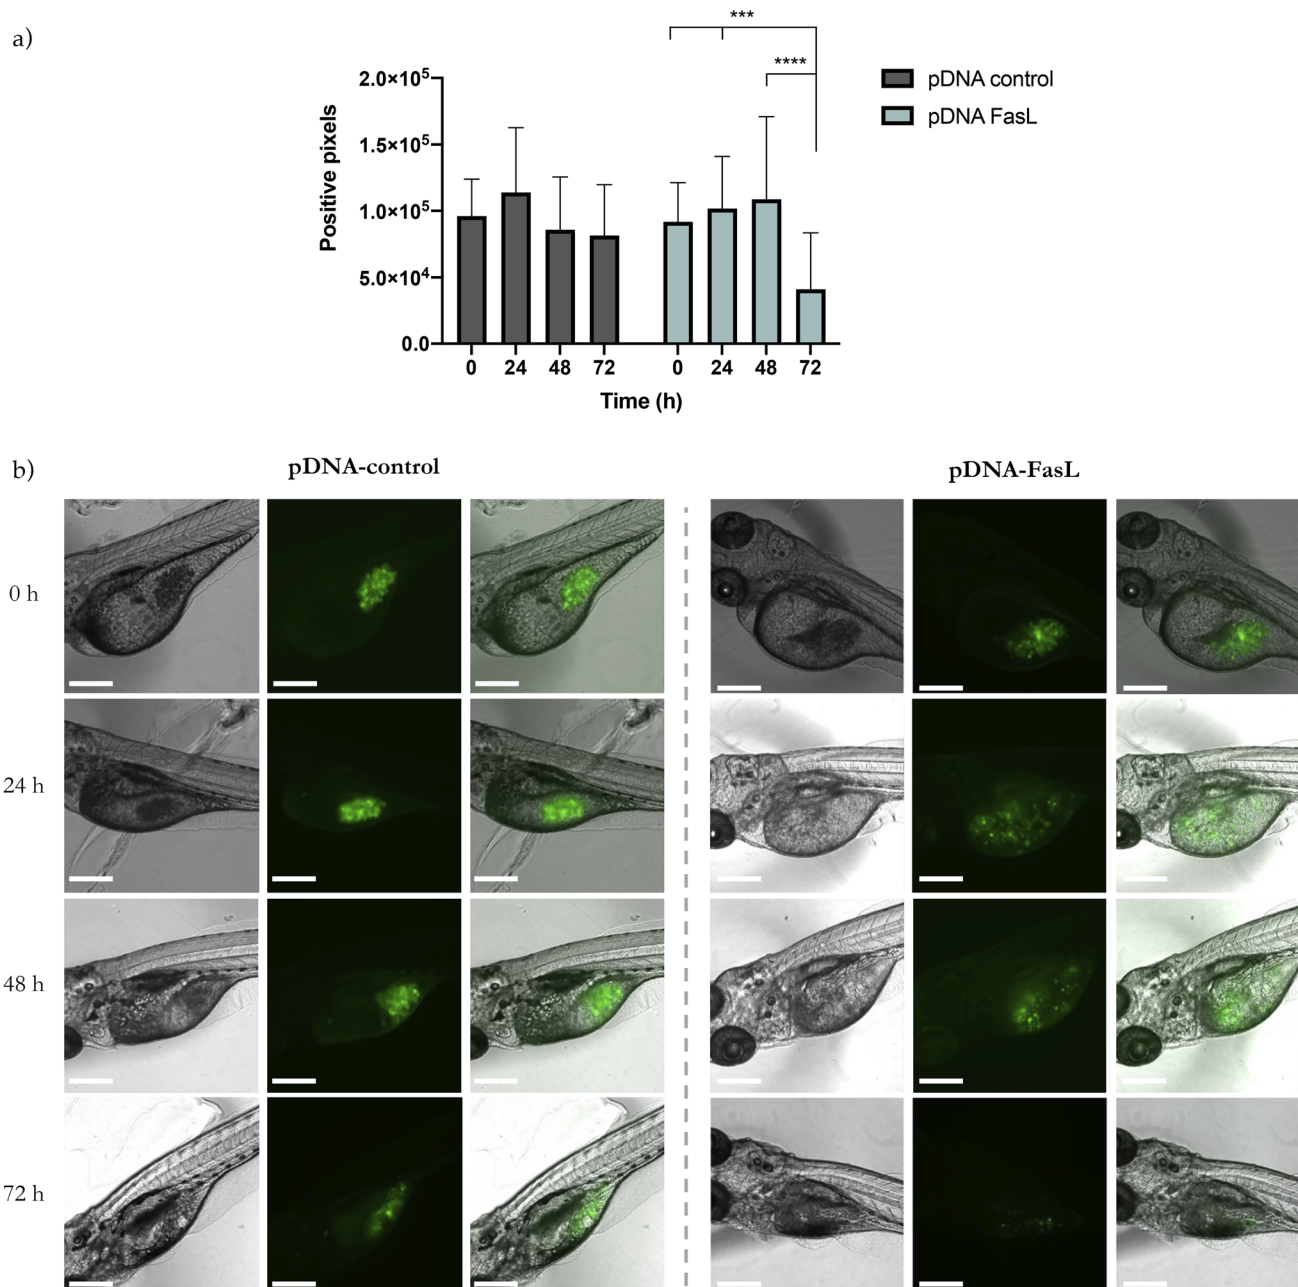 a)
***
****
2.0×10⁵
1.5×10⁵
1.0×10⁵
5.0×10⁴
0.0
Positive pixels
0 24 48 72 0 24 48 72
Time (h)
pDNA control
pDNA FasL
b)
pDNA-control
pDNA-FasL
0 h
24 h
48 h
72 h